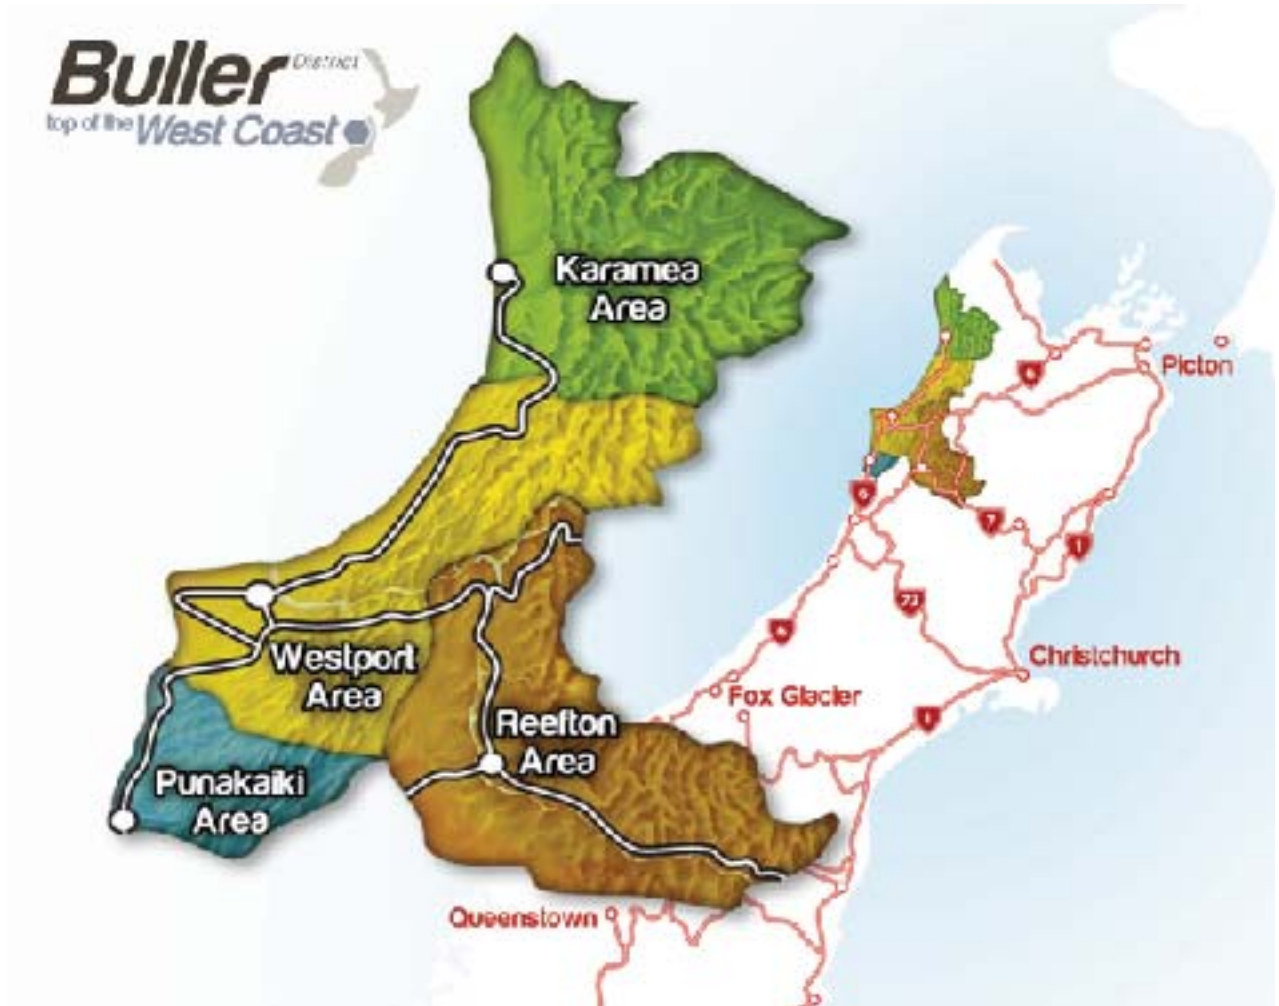 Buller District
top of the West Coast
Karamea
Area
Westport
Area
Reefton
Area
Punakaiki
Area
Picton
6
6
7
1
73
6
Christchurch
Fox Glacier
1
Queenstown